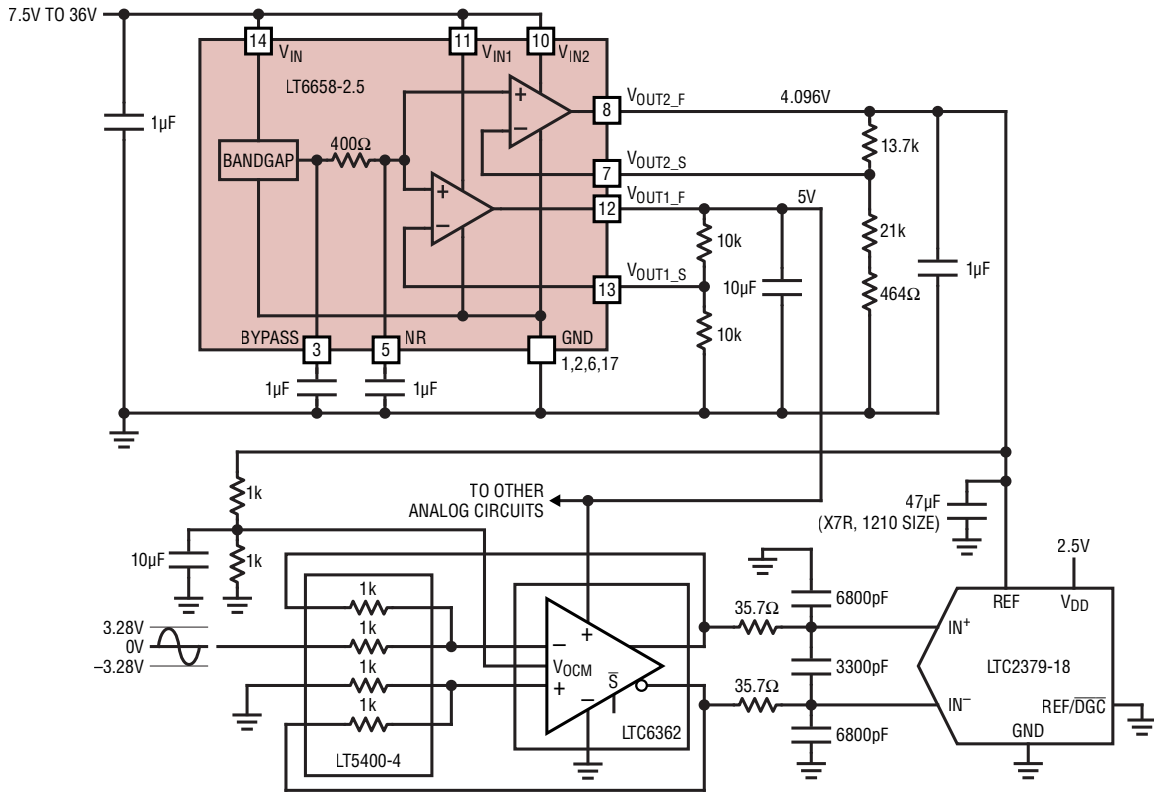 7.5V TO 36V
14
VIN
11
VIN1
10
VIN2
LT6658-2.5
1µF
BANDGAP
400Ω
+
–
+
–
8
VOUT2_F
4.096V
7
VOUT2_S
12
VOUT1_F
5V
13
VOUT1_S
13.7k
21k
464Ω
1µF
10k
10µF
10k
BYPASS
3
5
NR
GND
1,2,6,17
1µF
1µF
1k
10µF
1k
TO OTHER
ANALOG CIRCUITS
47µF
(X7R, 1210 SIZE)
2.5V
3.28V
0V
–3.28V
1k
1k
1k
1k
LT5400-4
+
–
VOCM
+
–
S
LTC6362
35.7Ω
35.7Ω
6800pF
3300pF
6800pF
REF
VDD
IN+
LTC2379-18
IN–
REF/DGC
GND